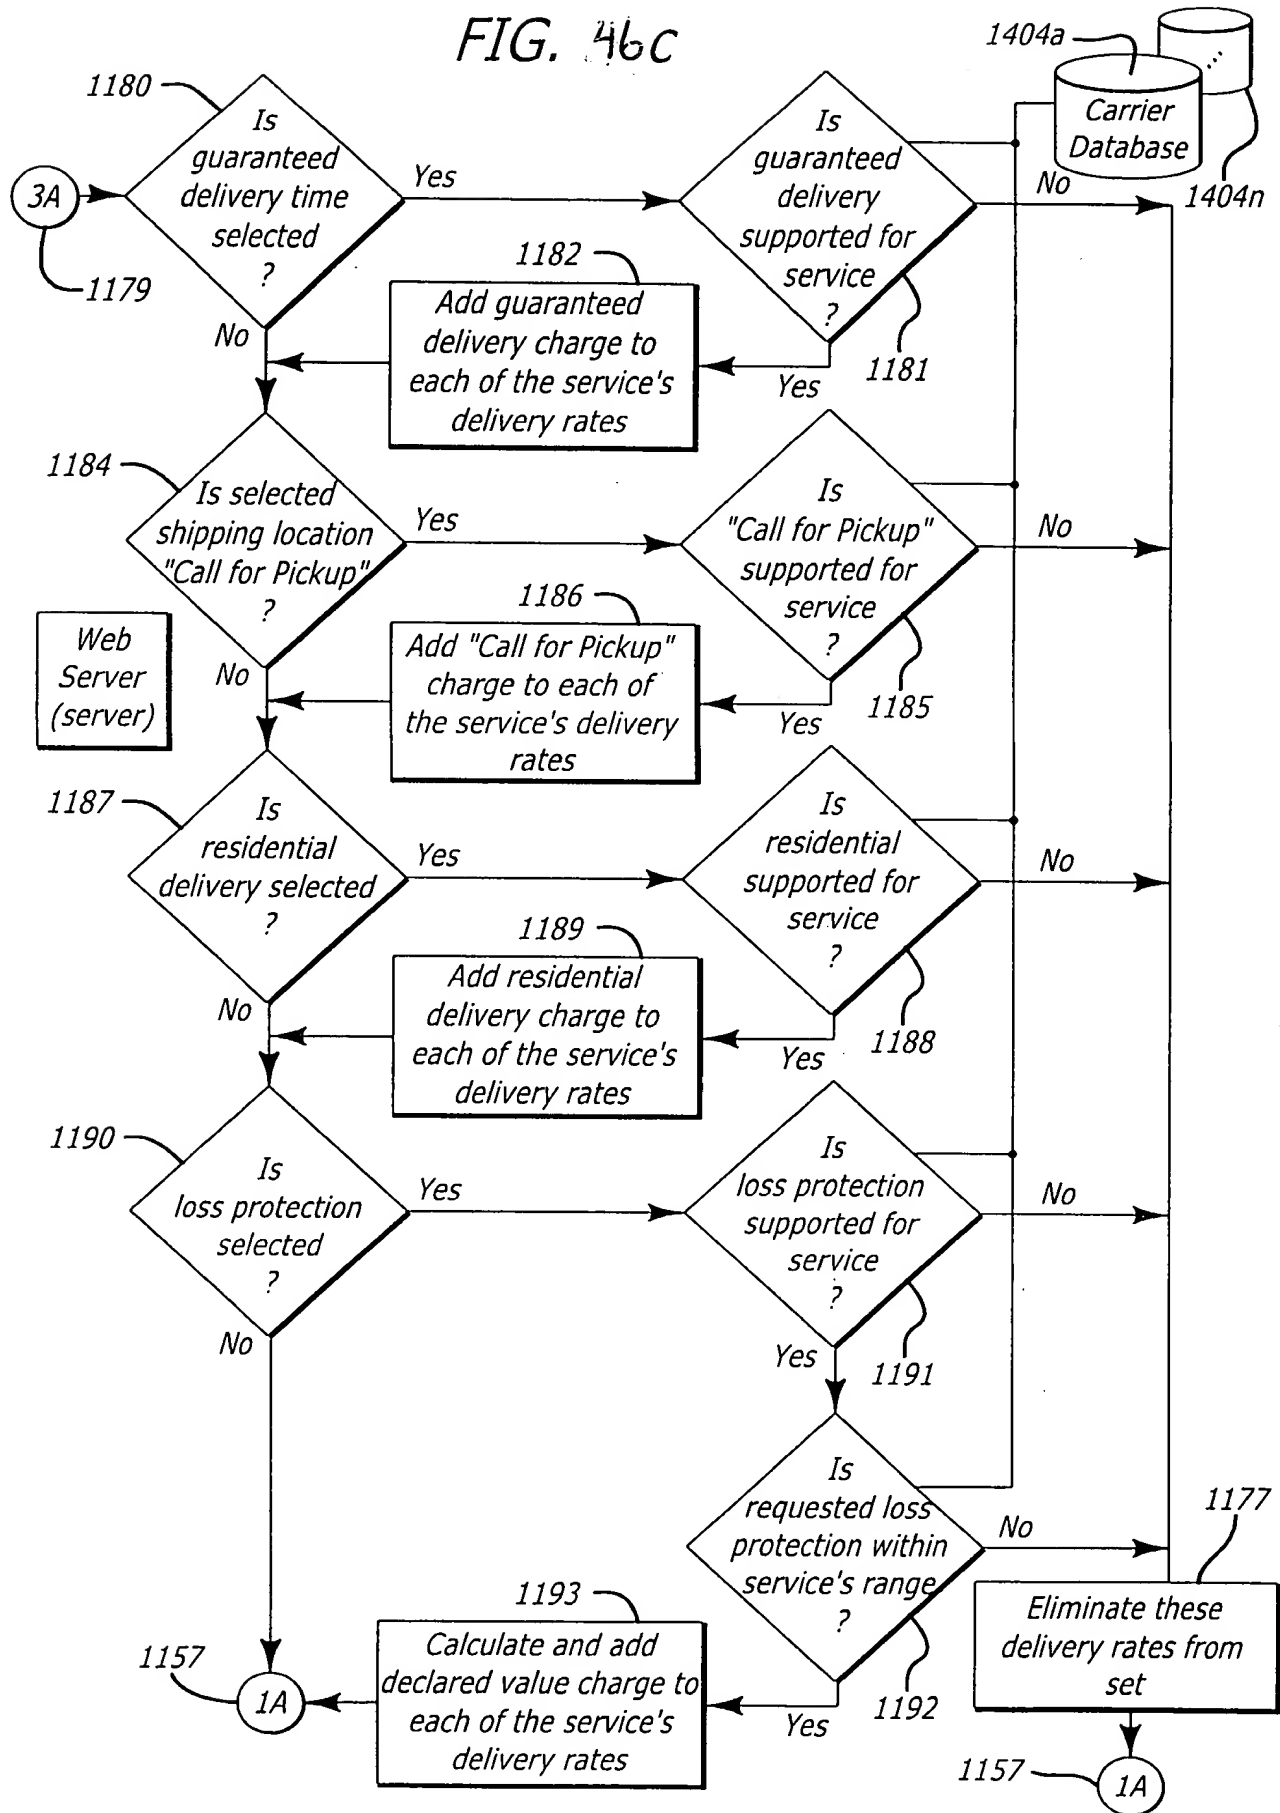 FIG. 46c
1404a
Carrier
Database
1404n
1180
Is
guaranteed
delivery time
selected
?
3A
1179
Yes
No
Is
guaranteed
delivery
supported for
service
?
1181
No
Yes
1182
Add guaranteed
delivery charge to
each of the service's
delivery rates
1184
Is selected
shipping location
"Call for Pickup"
?
Yes
No
Is
"Call for Pickup"
supported for
service
?
1185
No
Yes
1186
Add "Call for Pickup"
charge to each of
the service's delivery
rates
Web
Server
(server)
1187
Is
residential
delivery selected
?
Yes
No
Is
residential
supported for
service
?
1188
No
Yes
1189
Add residential
delivery charge to
each of the service's
delivery rates
1190
Is
loss protection
selected
?
Yes
No
Is
loss protection
supported for
service
?
1191
No
Yes
Is
requested loss
protection within
service's range
?
1192
No
Yes
1193
Calculate and add
declared value charge to
each of the service's
delivery rates
1157
1A
1177
Eliminate these
delivery rates from
set
1157
1A